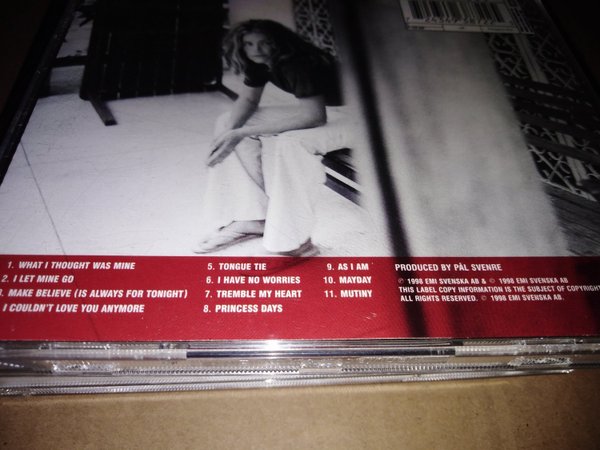 1. WHAT I THOUGHT WAS MINE
2. I LET MINE GO
3. MAKE BELIEVE (IS ALWAYS FOR TONIGHT)
I COULDN'T LOVE YOU ANYMORE
5. TONGUE TIE
6. I HAVE NO WORRIES
7. TREMBLE MY HEART
8. PRINCESS DAYS
9. AS I AM
10. MAYDAY
11. MUTINY
PRODUCED BY PÅL SVENRE
℗ 1998 EMI SVENSKA AB & © 1998 EMI SVENSKA AB
THIS LABEL COPY INFORMATION IS THE SUBJECT OF COPYRIGHT
ALL RIGHTS RESERVED. © 1998 EMI SVENSKA AB.